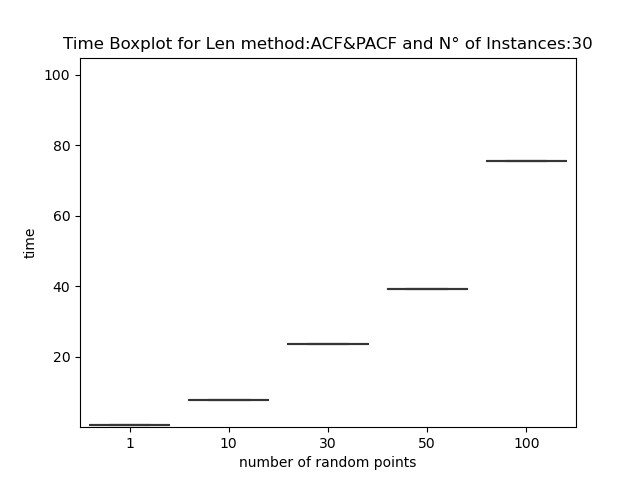 Time Boxplot for Len method:ACF&PACF and N° of Instances:30
100
80
60
40
20
time
1 10 30 50 100
number of random points